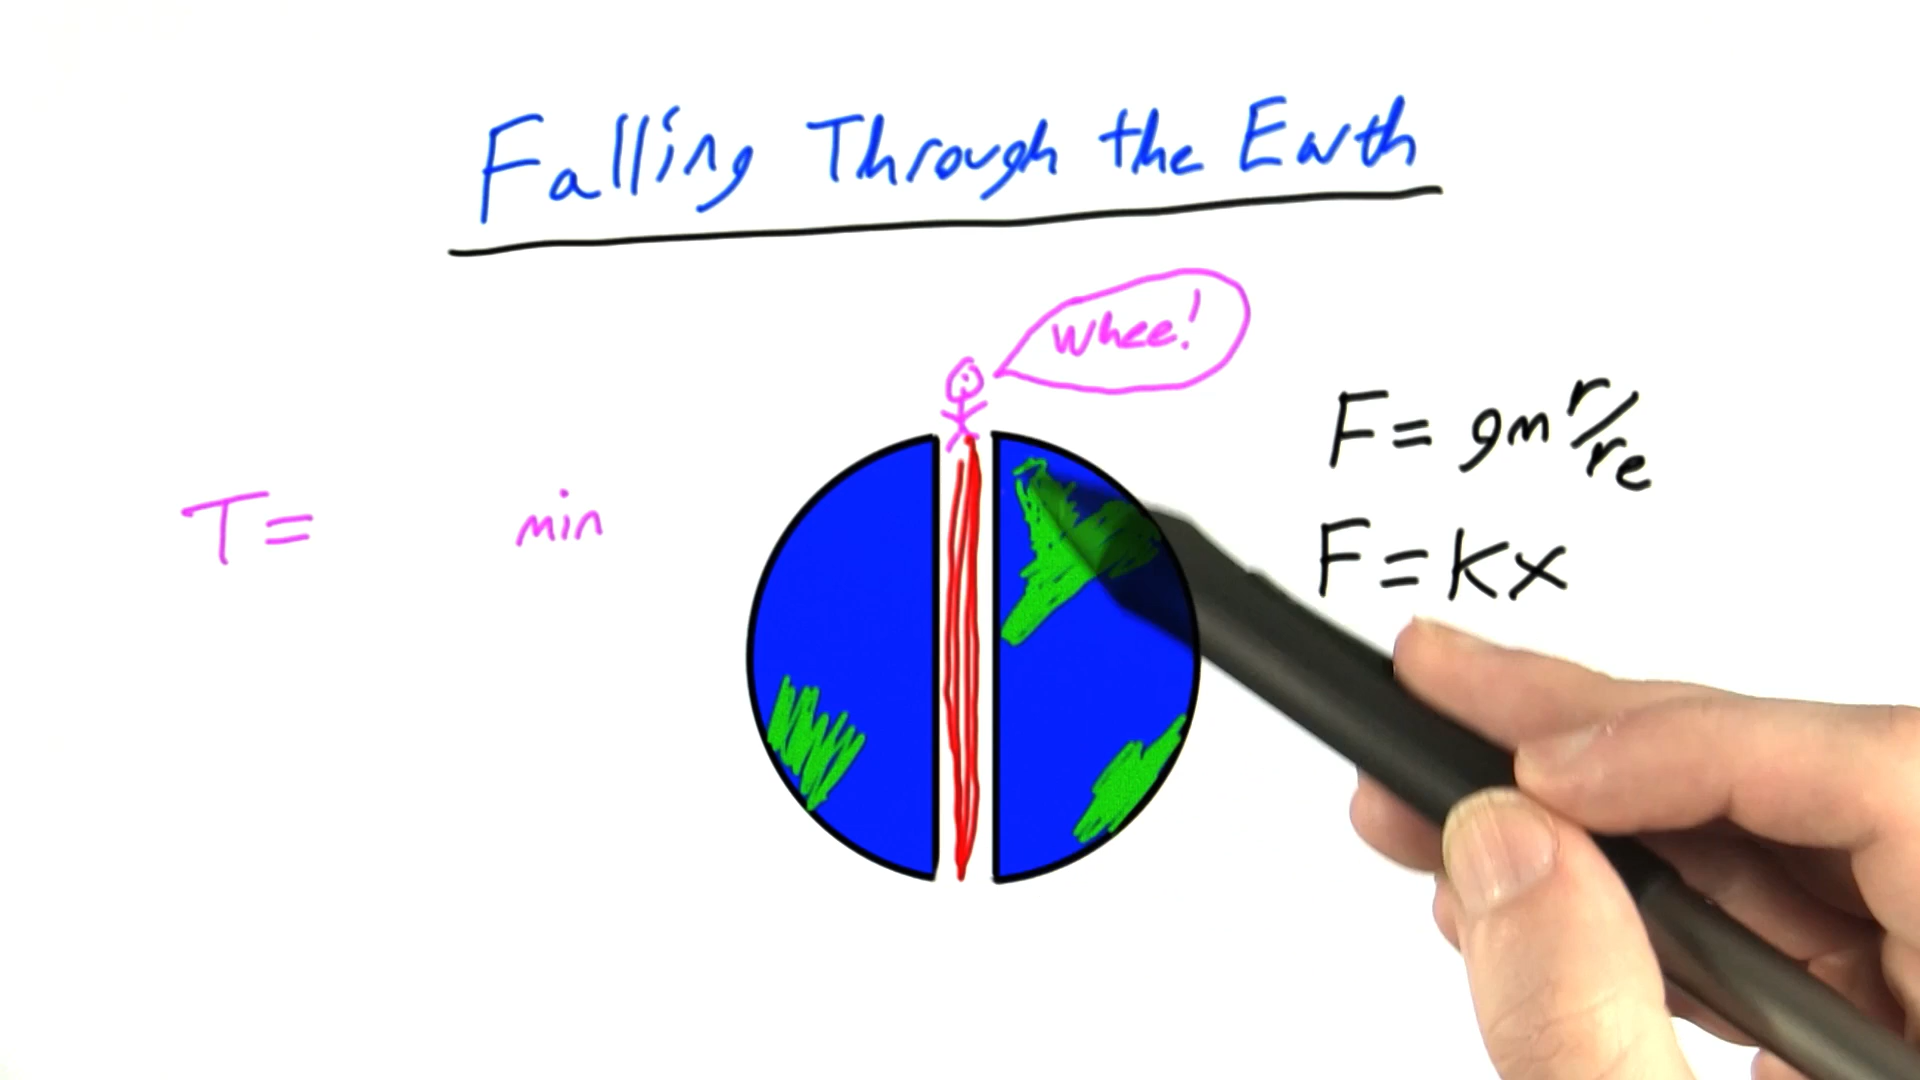 Falling Through the Earth
Whee!
F = gm r/re
T = min
F = Kx